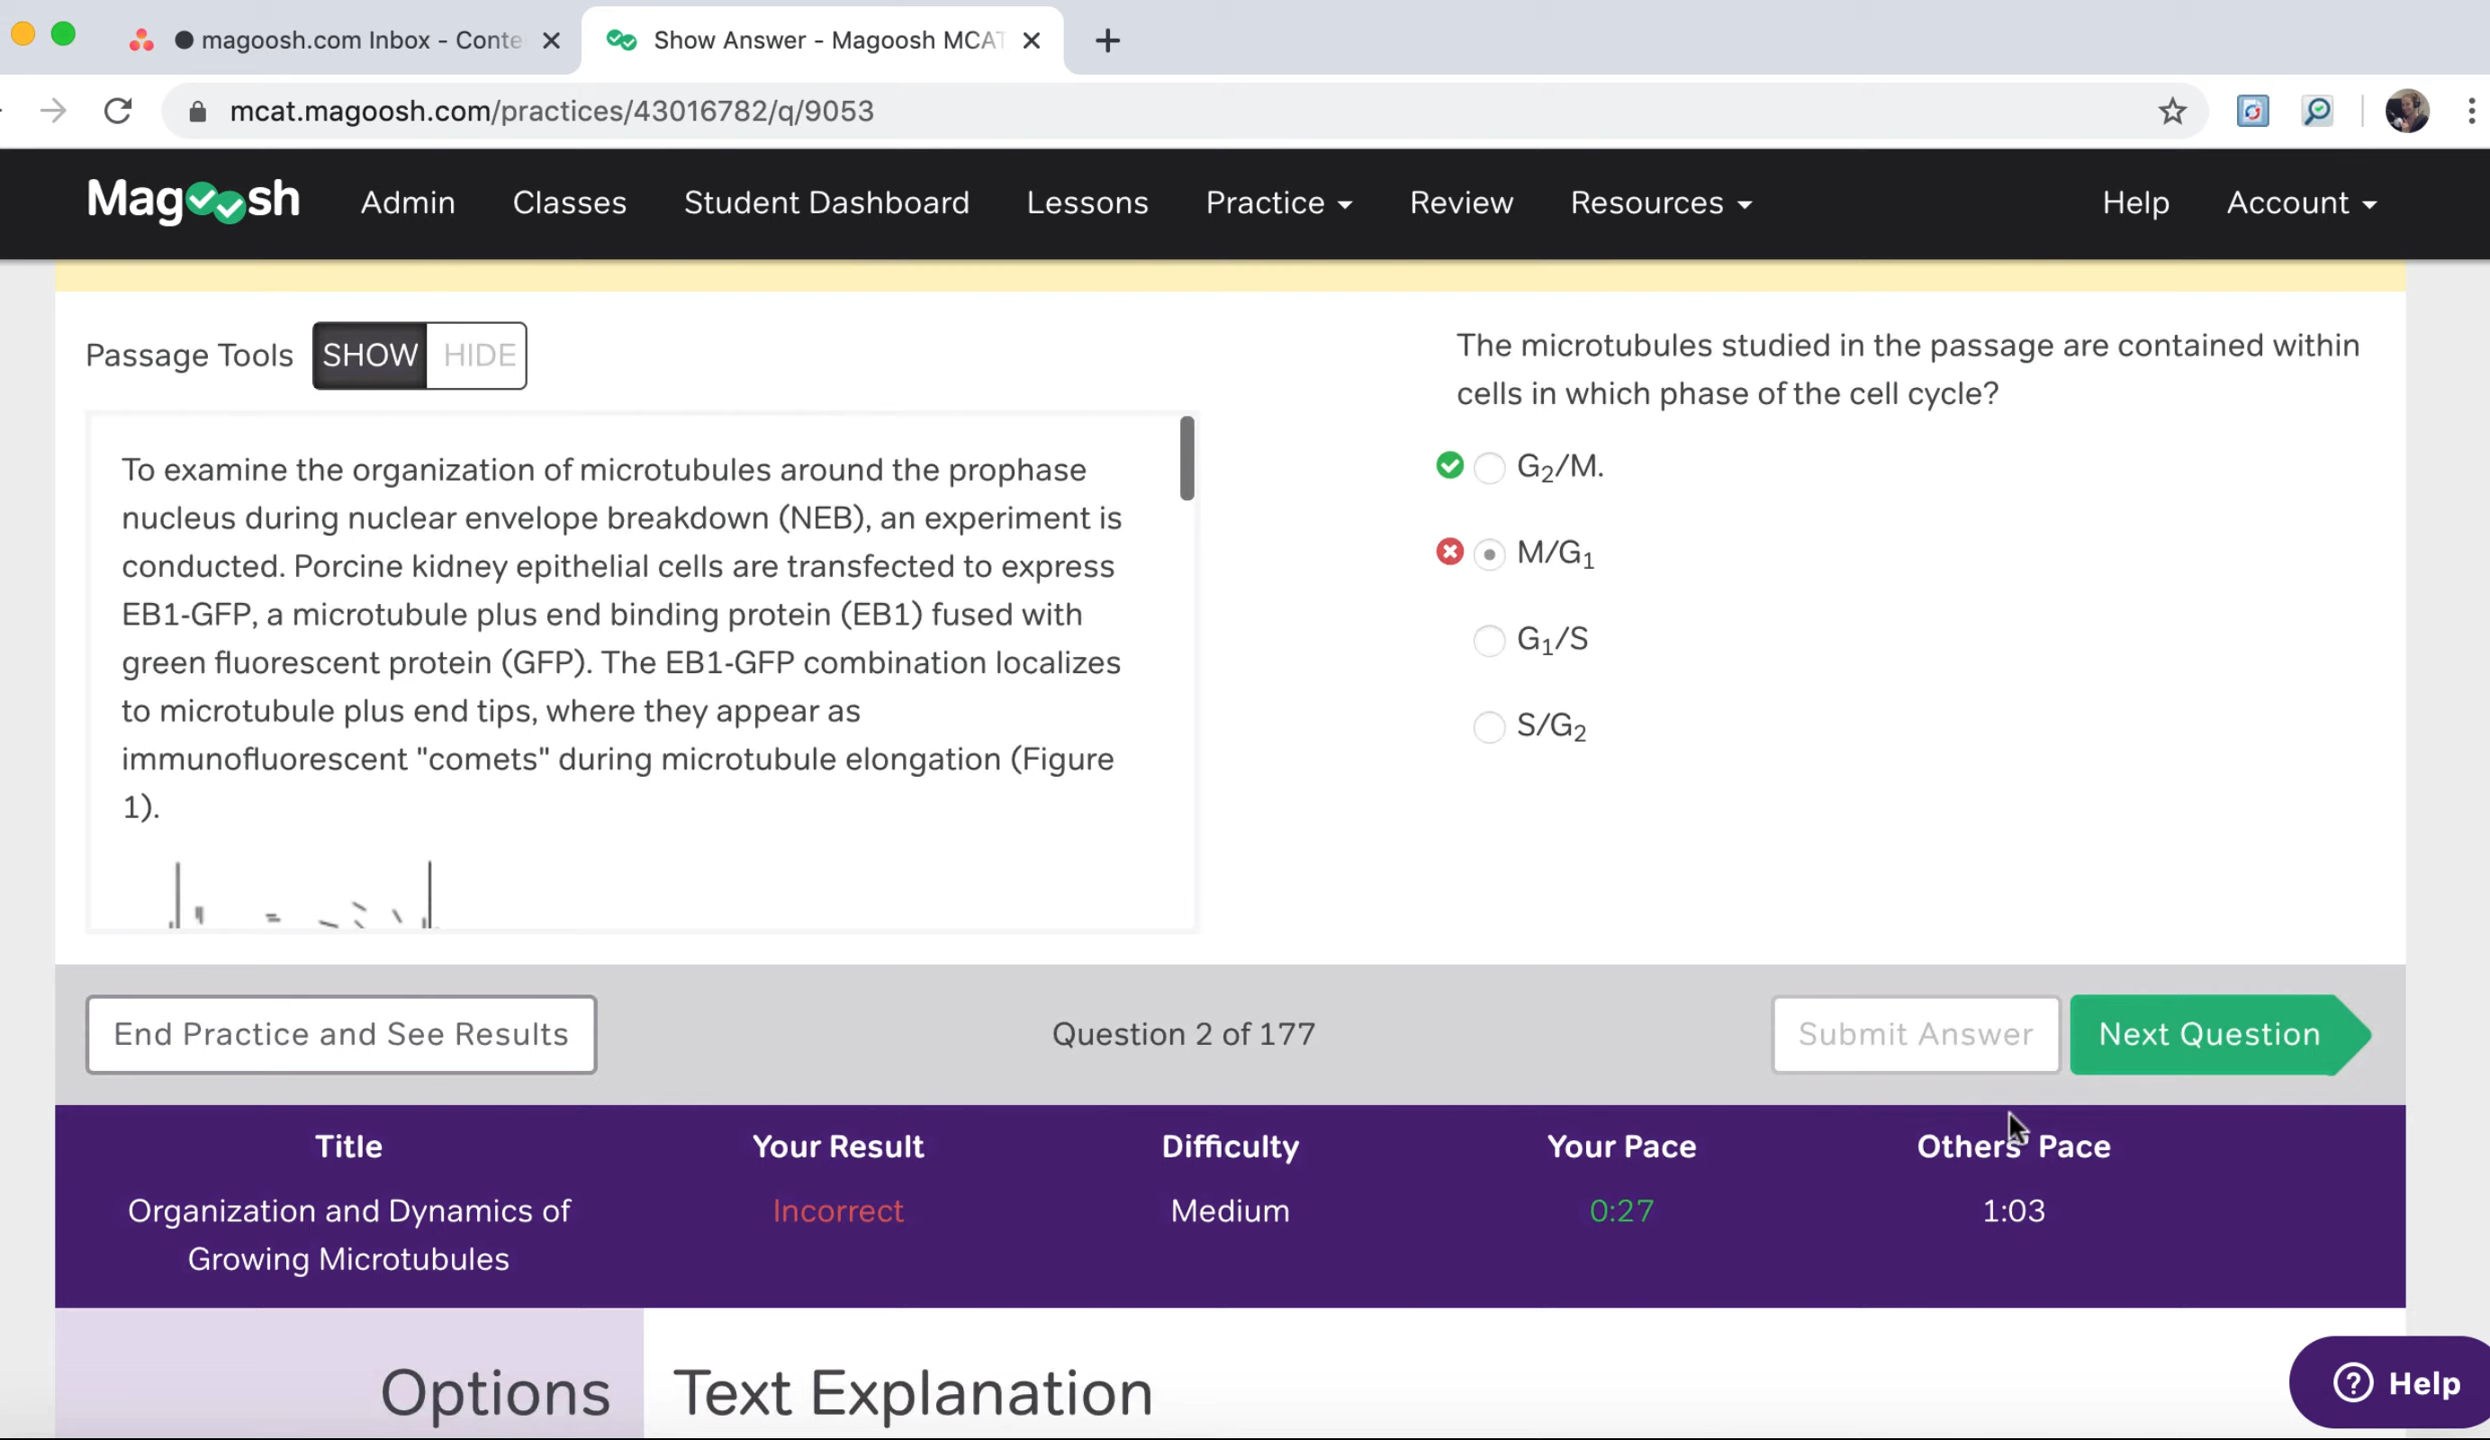 magoosh.com Inbox - Conte
Show Answer - Magoosh MCAT
mcat.magoosh.com/practices/43016782/q/9053
Magoosh Admin Classes Student Dashboard Lessons Practice Review Resources Help Account
Passage Tools SHOW HIDE
To examine the organization of microtubules around the prophase
nucleus during nuclear envelope breakdown (NEB), an experiment is
conducted. Porcine kidney epithelial cells are transfected to express
EB1-GFP, a microtubule plus end binding protein (EB1) fused with
green fluorescent protein (GFP). The EB1-GFP combination localizes
to microtubule plus end tips, where they appear as
immunofluorescent "comets" during microtubule elongation (Figure
1).
The microtubules studied in the passage are contained within
cells in which phase of the cell cycle?
G₂/M.
M/G₁
G₁/S
S/G₂
End Practice and See Results
Question 2 of 177
Submit Answer
Next Question
Title Your Result Difficulty Your Pace Others' Pace
Organization and Dynamics of Incorrect Medium 0:27 1:03
Growing Microtubules
Options
Text Explanation
? Help